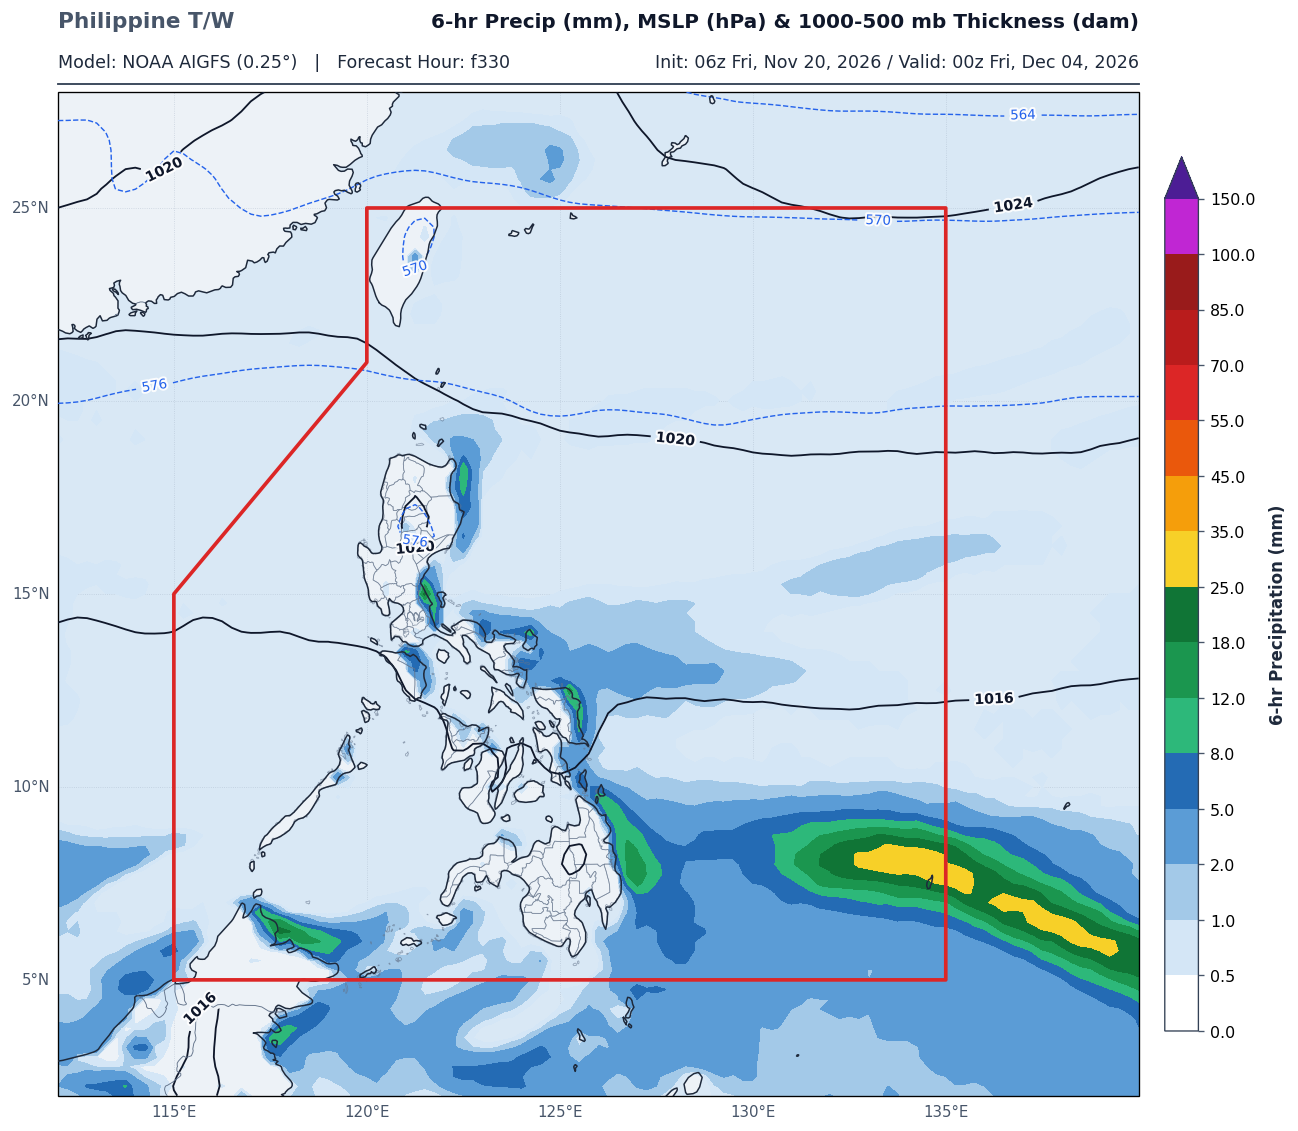 Philippine T/W
6-hr Precip (mm), MSLP (hPa) & 1000-500 mb Thickness (dam)
Model: NOAA AIGFS (0.25°) | Forecast Hour: f330
Init: 06z Fri, Nov 20, 2026 / Valid: 00z Fri, Dec 04, 2026
564
1020
1024
570
570
576
1020
576
1020
1016
1016
25°N
20°N
15°N
10°N
5°N
115°E
120°E
125°E
130°E
135°E
150.0
100.0
85.0
70.0
55.0
45.0
35.0
25.0
18.0
12.0
8.0
5.0
2.0
1.0
0.5
0.0
6-hr Precipitation (mm)